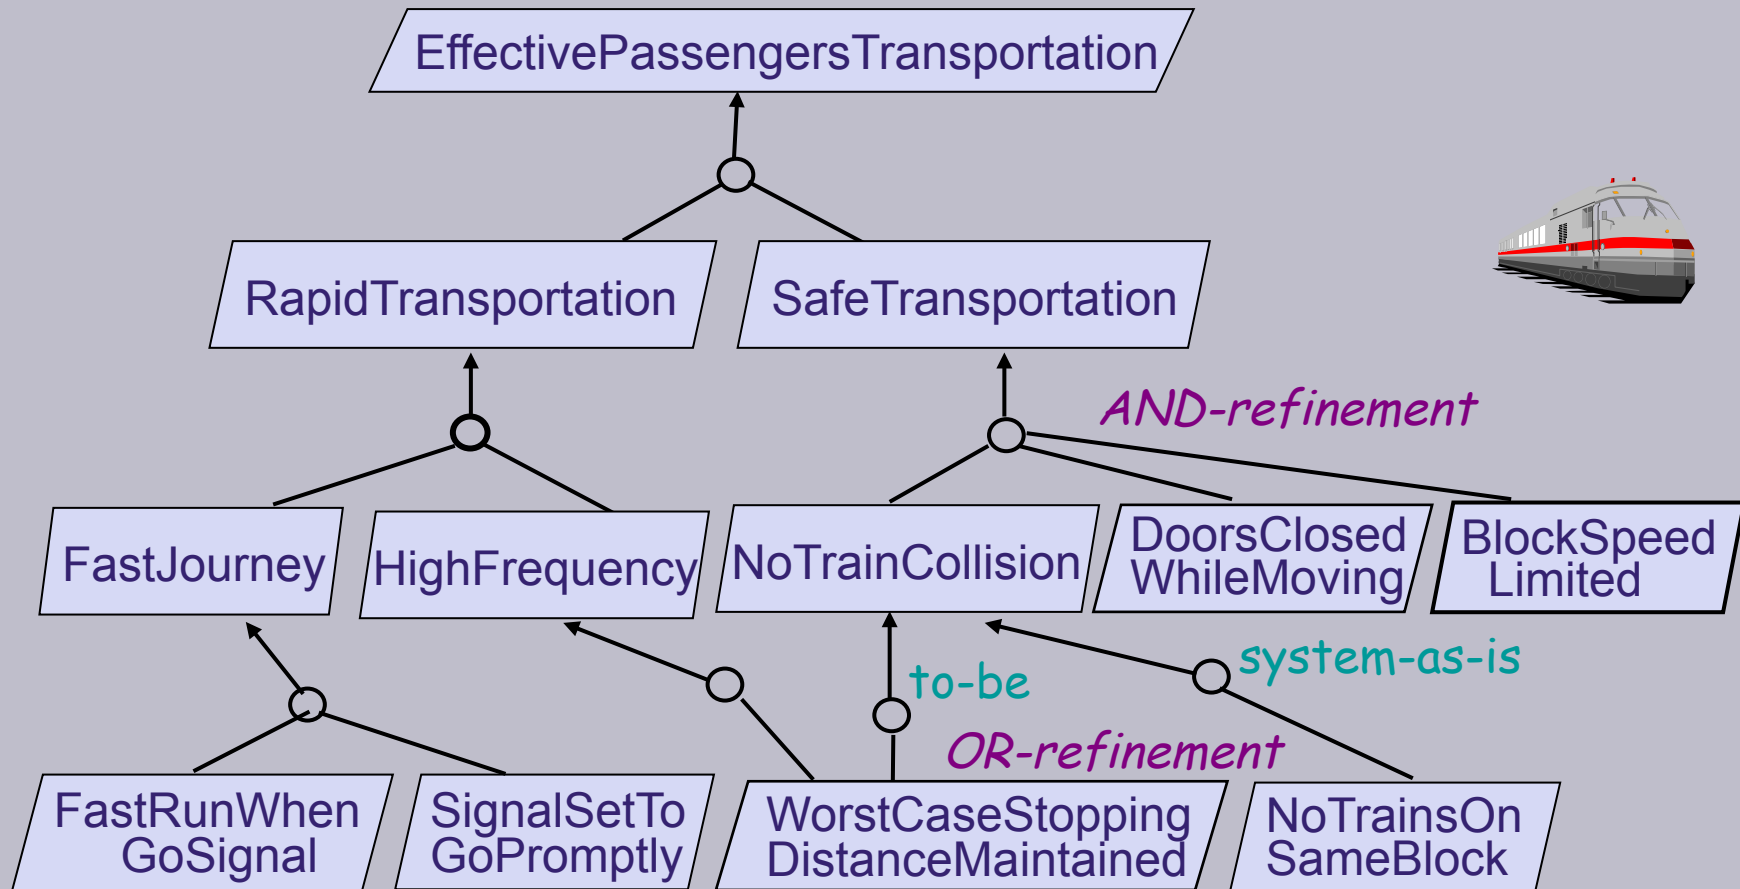 EffectivePassengersTransportation
RapidTransportation
SafeTransportation
AND-refinement
FastJourney
HighFrequency
NoTrainCollision
DoorsClosed
WhileMoving
BlockSpeed
Limited
to-be
system-as-is
OR-refinement
FastRunWhen
GoSignal
SignalSetTo
GoPromptly
WorstCaseStopping
DistanceMaintained
NoTrainsOn
SameBlock